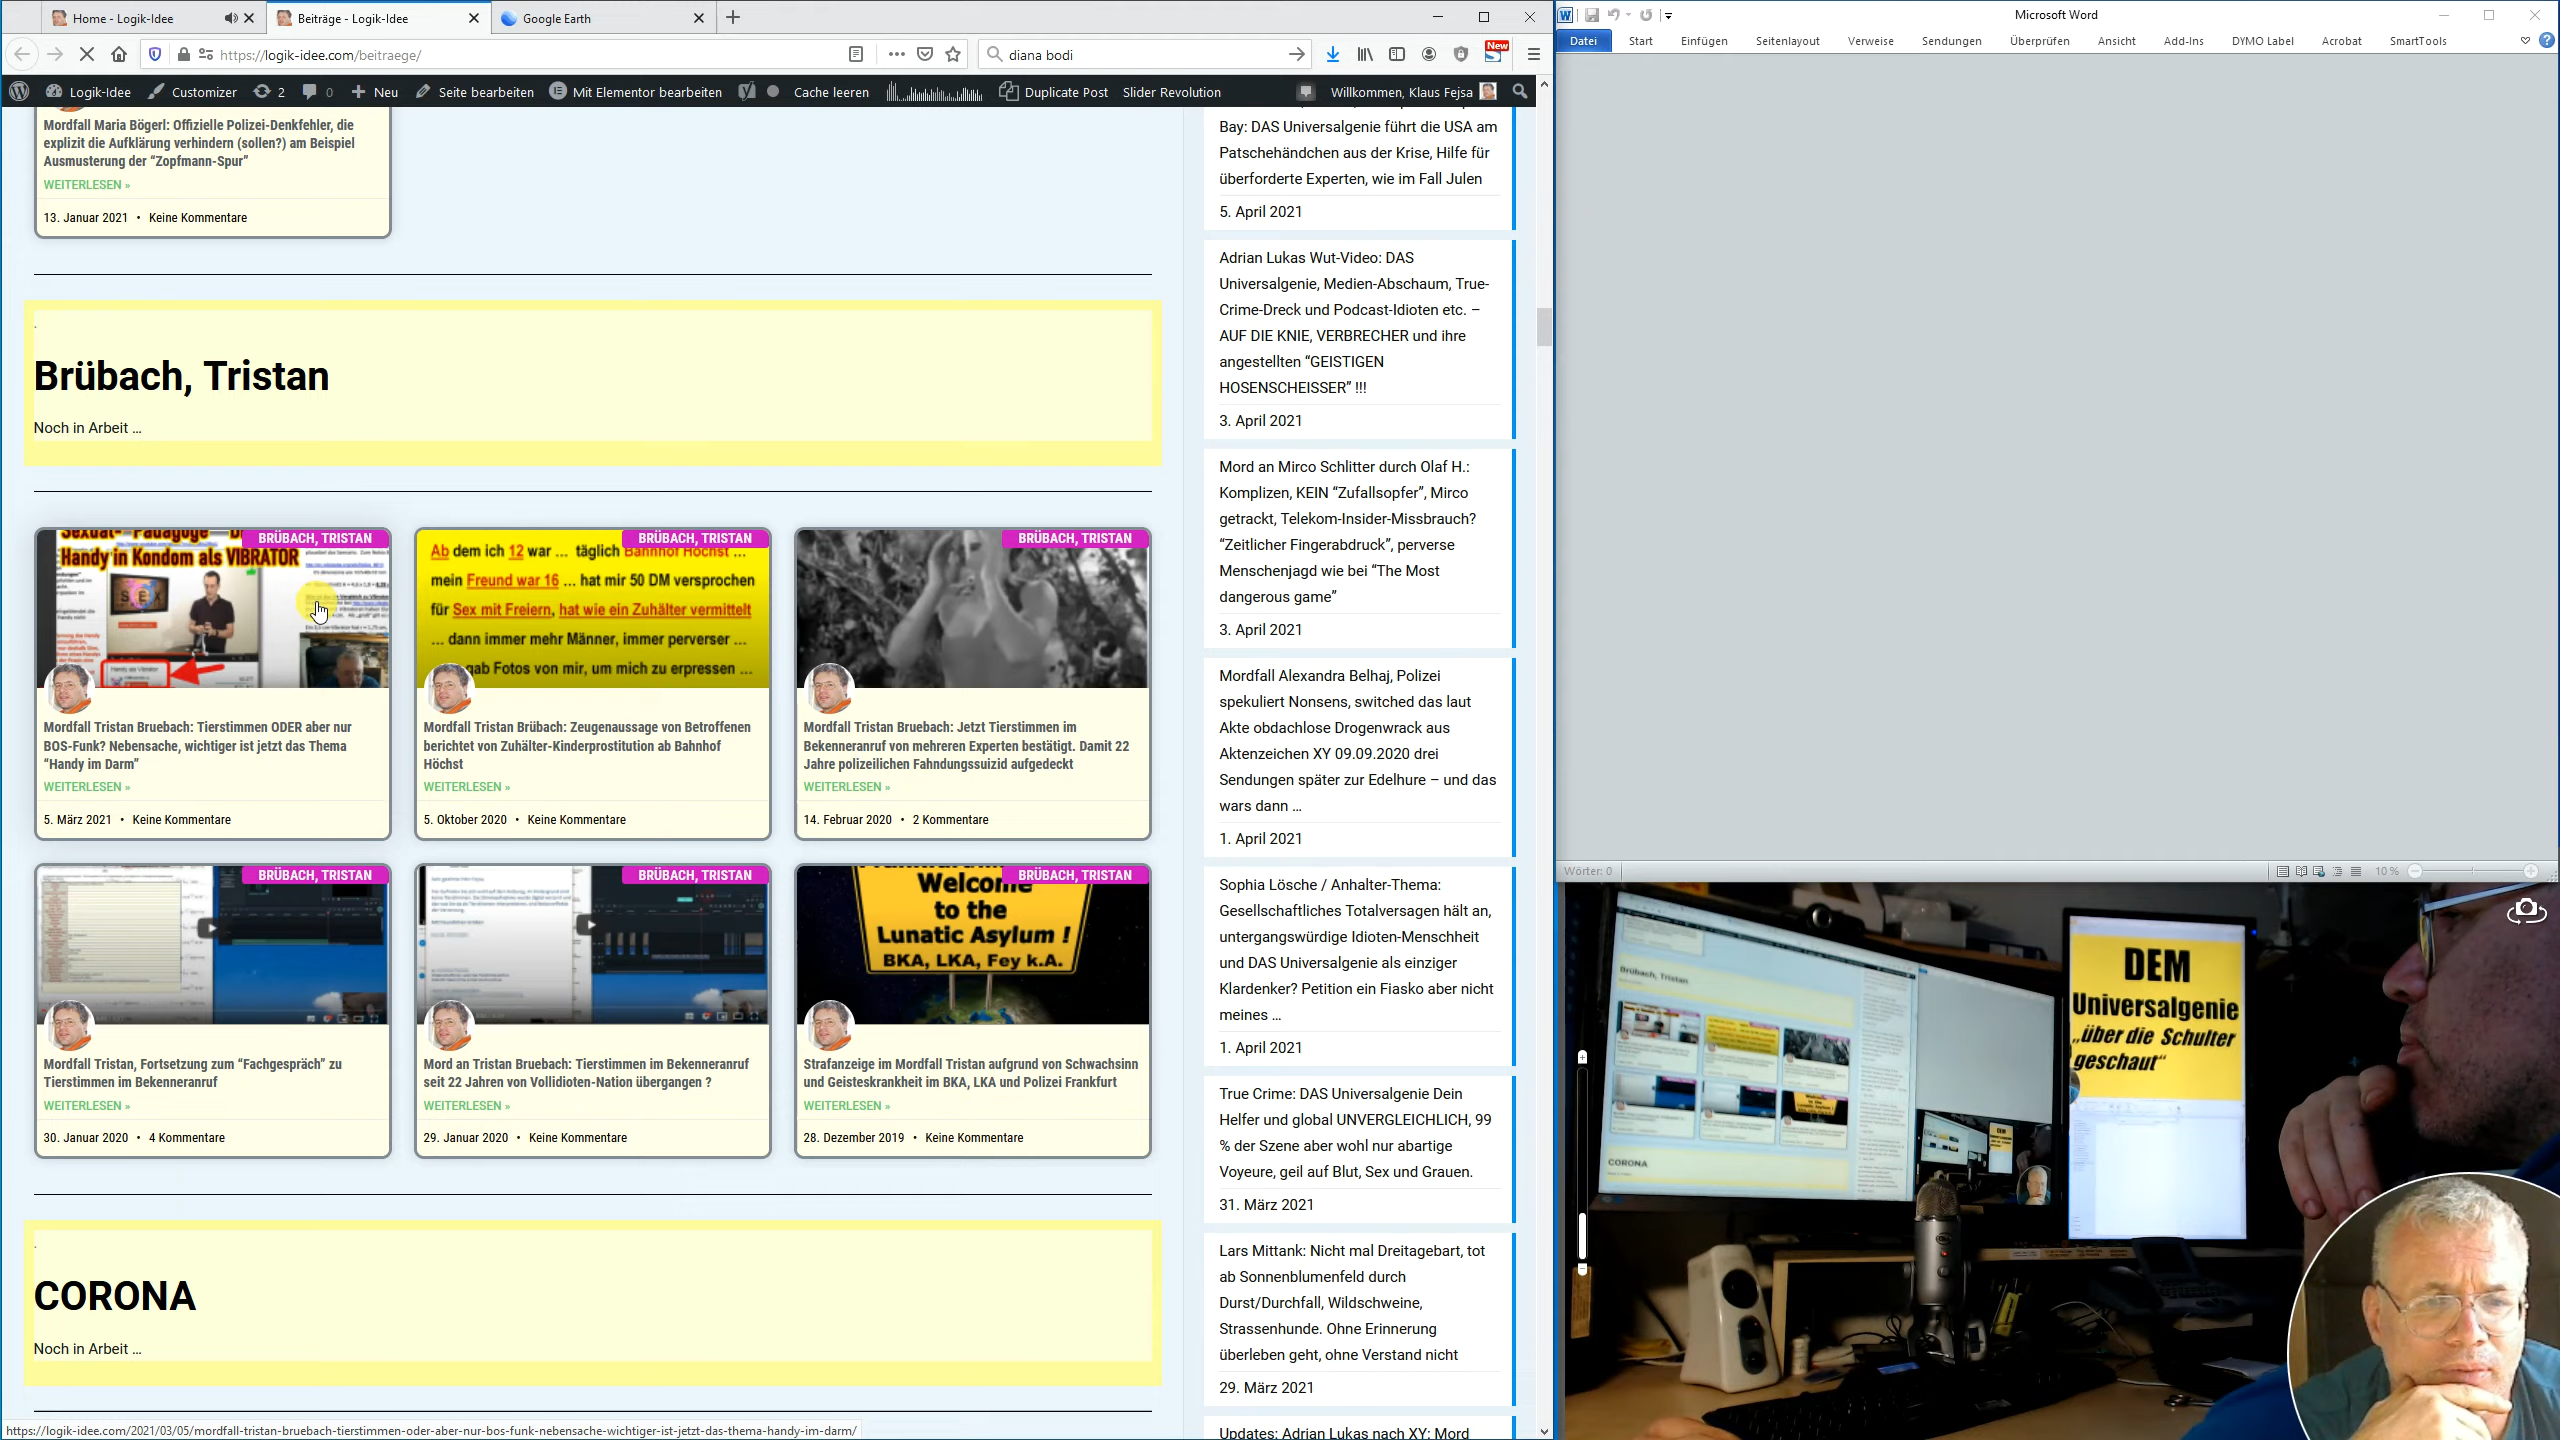 Home - Logik-Idee
Beiträge - Logik-Idee
Google Earth
https://logik-idee.com/beitraege/
diana bodi
New
Logik-Idee
Customizer
2
0
Neu
Seite bearbeiten
Mit Elementor bearbeiten
Cache leeren
Duplicate Post
Slider Revolution
Willkommen, Klaus Fejsa
Mordfall Maria Bögerl: Offizielle Polizei-Denkfehler, die
explizit die Aufklärung verhindern (sollen?) am Beispiel
Ausmusterung der “Zopfmann-Spur”
WEITERLESEN »
13. Januar 2021 • Keine Kommentare
Brübach, Tristan
Noch in Arbeit ...
Handy in Kondom als VIBRATOR
BRÜBACH, TRISTAN
SEX
Mordfall Tristan Bruebach: Tierstimmen ODER aber nur
BOS-Funk? Nebensache, wichtiger ist jetzt das Thema
“Handy im Darm”
WEITERLESEN »
5. März 2021 • Keine Kommentare
BRÜBACH, TRISTAN
Ab dem ich 12 war ... täglich Bahnhof Höchst ...
mein Freund war 16 ... hat mir 50 DM versprochen
für Sex mit Freiern, hat wie ein Zuhälter vermittelt
... dann immer mehr Männer, immer perverser ...
gab Fotos von mir, um mich zu erpressen ...
Mordfall Tristan Brübach: Zeugenaussage von Betroffenen
berichtet von Zuhälter-Kinderprostitution ab Bahnhof
Höchst
WEITERLESEN »
5. Oktober 2020 • Keine Kommentare
BRÜBACH, TRISTAN
Mordfall Tristan Bruebach: Jetzt Tierstimmen im
Bekenneranruf von mehreren Experten bestätigt. Damit 22
Jahre polizeilichen Fahndungssuizid aufgedeckt
WEITERLESEN »
14. Februar 2020 • 2 Kommentare
BRÜBACH, TRISTAN
Mordfall Tristan, Fortsetzung zum “Fachgespräch” zu
Tierstimmen im Bekenneranruf
WEITERLESEN »
30. Januar 2020 • 4 Kommentare
BRÜBACH, TRISTAN
Mord an Tristan Bruebach: Tierstimmen im Bekenneranruf
seit 22 Jahren von Vollidioten-Nation übergangen ?
WEITERLESEN »
29. Januar 2020 • Keine Kommentare
BRÜBACH, TRISTAN
Welcome
to the
Lunatic Asylum !
BKA, LKA, Fey k.A.
Strafanzeige im Mordfall Tristan aufgrund von Schwachsinn
und Geisteskrankheit im BKA, LKA und Polizei Frankfurt
WEITERLESEN »
28. Dezember 2019 • Keine Kommentare
CORONA
Noch in Arbeit ...
https://logik-idee.com/2021/03/05/mordfall-tristan-bruebach-tierstimmen-oder-aber-nur-bos-funk-nebensache-wichtiger-ist-jetzt-das-thema-handy-im-darm/
Bay: DAS Universalgenie führt die USA am
Patschehändchen aus der Krise, Hilfe für
überforderte Experten, wie im Fall Julen
5. April 2021
Adrian Lukas Wut-Video: DAS
Universalgenie, Medien-Abschaum, True-
Crime-Dreck und Podcast-Idioten etc. –
AUF DIE KNIE, VERBRECHER und ihre
angestellten “GEISTIGEN
HOSENSCHEISSER” !!!
3. April 2021
Mord an Mirco Schlitter durch Olaf H.:
Komplizen, KEIN “Zufallsopfer”, Mirco
getrackt, Telekom-Insider-Missbrauch?
“Zeitlicher Fingerabdruck”, perverse
Menschenjagd wie bei “The Most
dangerous game”
3. April 2021
Mordfall Alexandra Belhaj, Polizei
spekuliert Nonsens, switched das laut
Akte obdachlose Drogenwrack aus
Aktenzeichen XY 09.09.2020 drei
Sendungen später zur Edelhure – und das
wars dann ...
1. April 2021
Sophia Lösche / Anhalter-Thema:
Gesellschaftliches Totalversagen hält an,
untergangswürdige Idioten-Menschheit
und DAS Universalgenie als einziger
Klardenker? Petition ein Fiasko aber nicht
meines ...
1. April 2021
True Crime: DAS Universalgenie Dein
Helfer und global UNVERGLEICHLICH, 99
% der Szene aber wohl nur abartige
Voyeure, geil auf Blut, Sex und Grauen.
31. März 2021
Lars Mittank: Nicht mal Dreitagebart, tot
ab Sonnenblumenfeld durch
Durst/Durchfall, Wildschweine,
Strassenhunde. Ohne Erinnerung
überleben geht, ohne Verstand nicht
29. März 2021
Updates: Adrian Lukas nach XY: Mord
Microsoft Word
Datei
Start
Einfügen
Seitenlayout
Verweise
Sendungen
Überprüfen
Ansicht
Add-Ins
DYMO Label
Acrobat
SmartTools
Wörter: 0
10 %
Brübach, Tristan
CORONA
DEM
Universalgenie
„über die Schulter
geschaut“